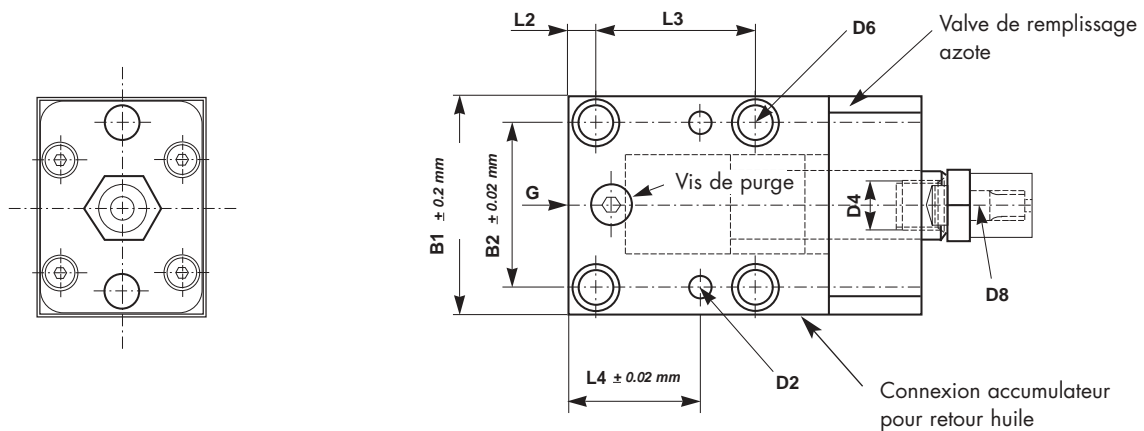 L2
L3
D6
Valve de remplissage
azote
G
Vis de purge
B1 ± 0.2 mm
B2 ± 0.02 mm
D4
D8
L4 ± 0.02 mm
D2
Connexion accumulateur
pour retour huile